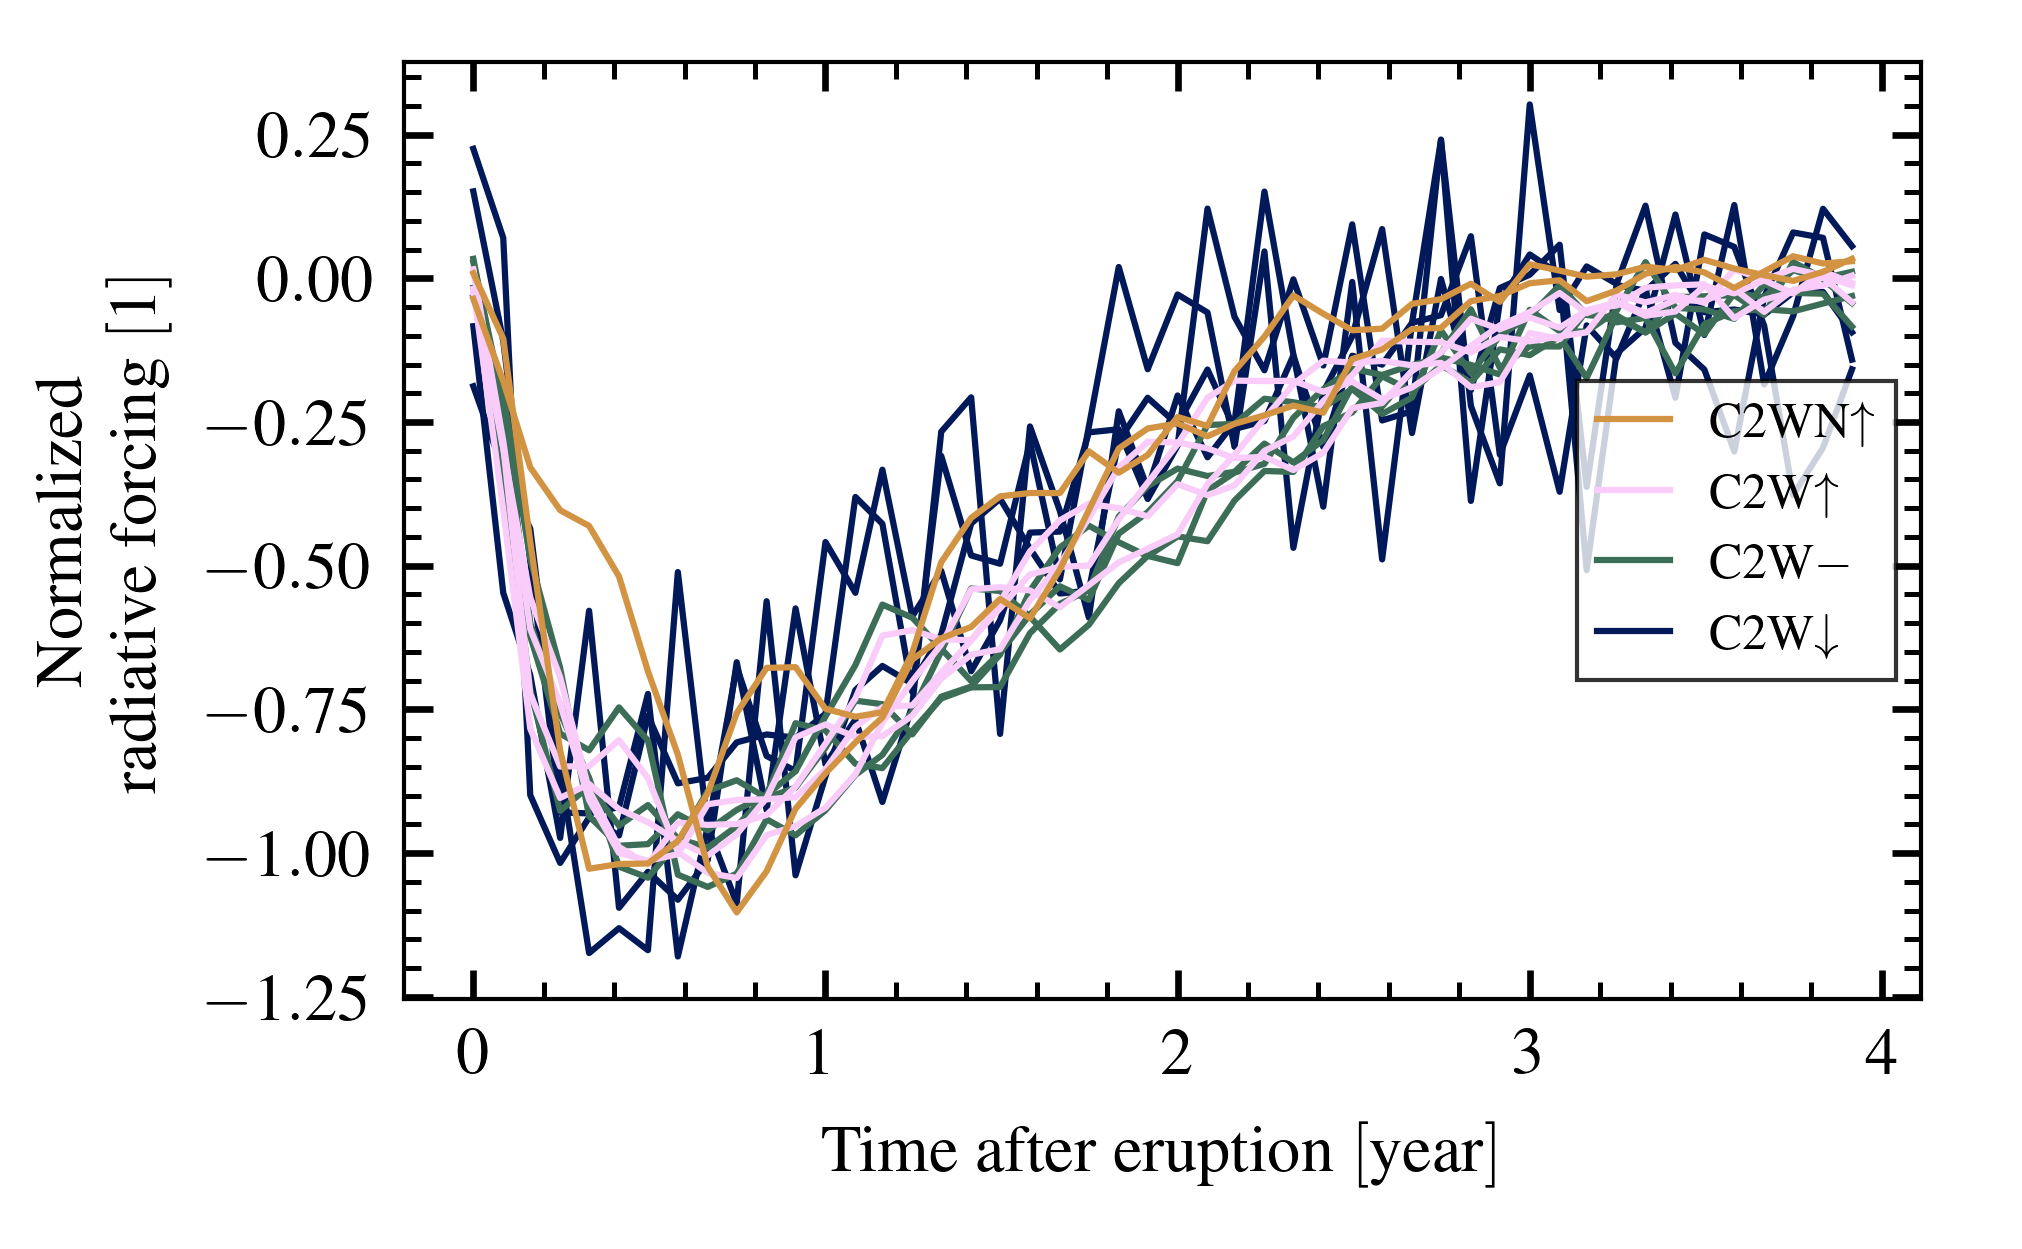 Normalized
radiative forcing [1]
0.25
0.00
−0.25
−0.50
−0.75
−1.00
−1.25
C2WN↑
C2W↑
C2W−
C2W↓
0 1 2 3 4
Time after eruption [year]